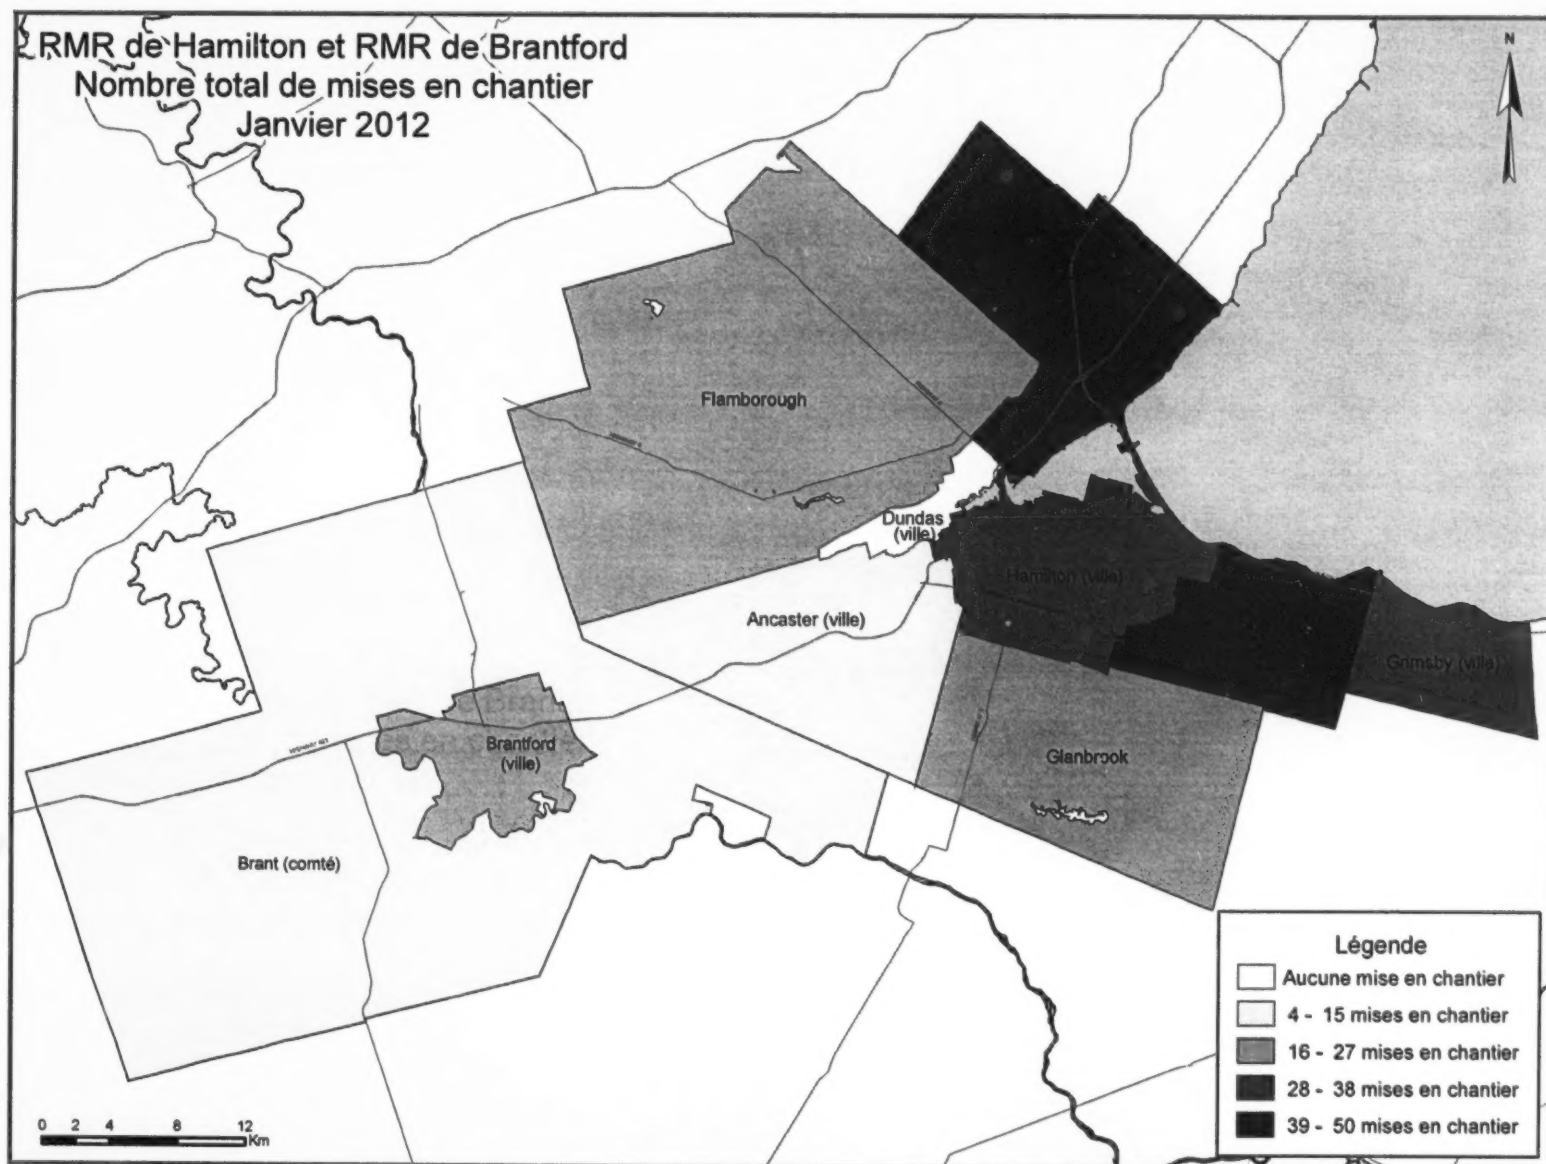 RMR de Hamilton et RMR de Brantford
Nombre total de mises en chantier
Janvier 2012
N
Flamborough
Dundas
(ville)
Hamilton (ville)
Ancaster (ville)
Grimsby (ville)
Brantford
(ville)
Glanbrook
Brant (comté)
Légende
Aucune mise en chantier
4 - 15 mises en chantier
16 - 27 mises en chantier
28 - 38 mises en chantier
39 - 50 mises en chantier
0 2 4 8 12
Km